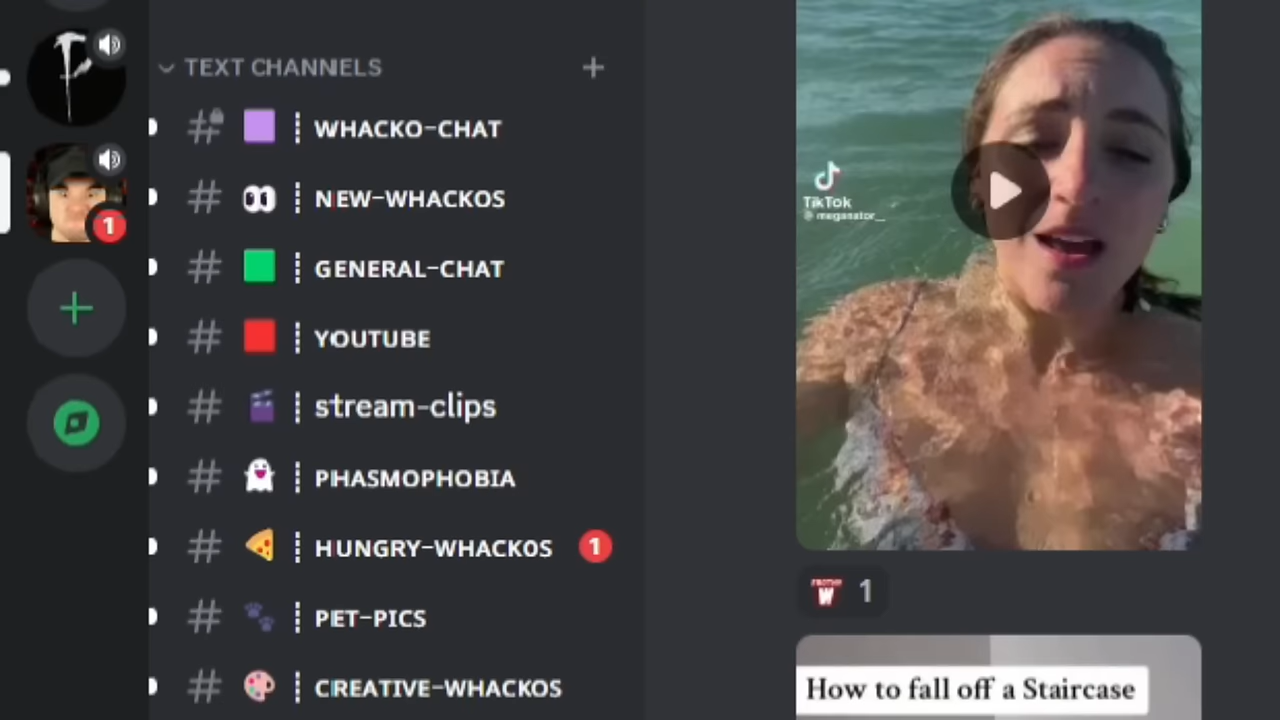 TEXT CHANNELS
WHACKO-CHAT
NEW-WHACKOS
1
GENERAL-CHAT
YOUTUBE
stream-clips
PHASMOPHOBIA
HUNGRY-WHACKOS 1
PET-PICS
CREATIVE-WHACKOS
TikTok
@meganator__
W 1
How to fall off a Staircase